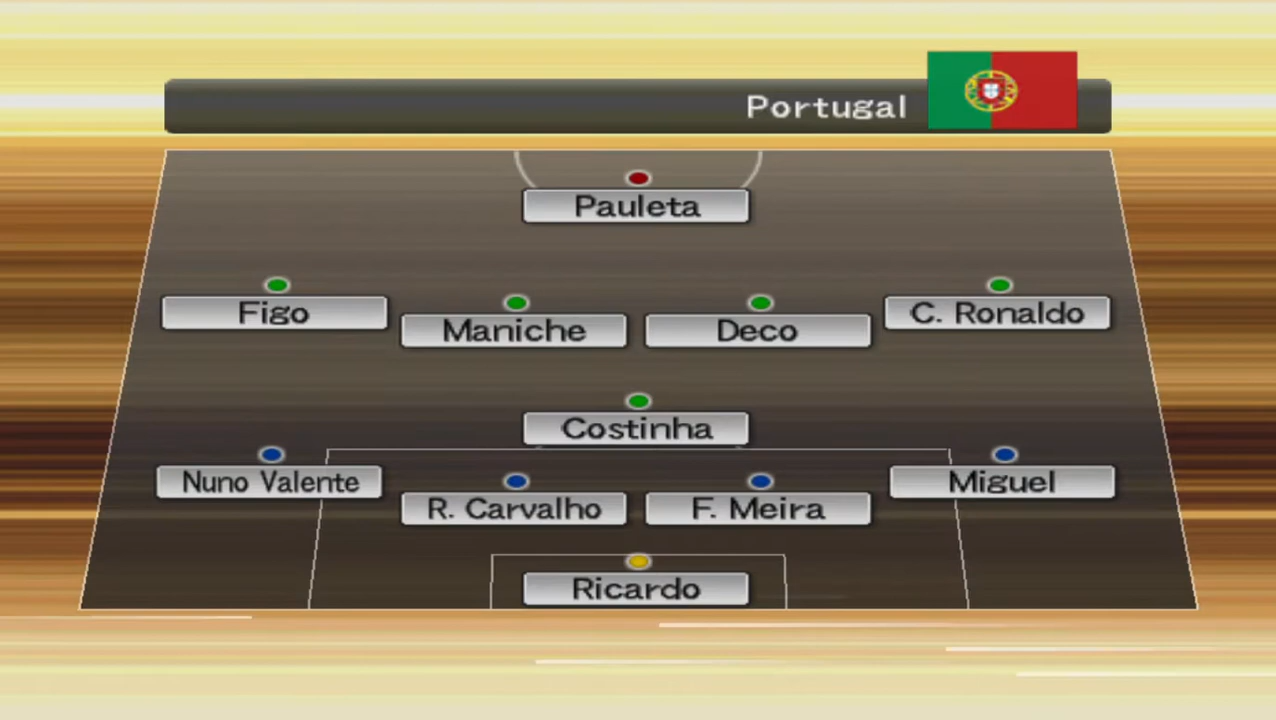 Portugal
Pauleta
Figo
C. Ronaldo
Maniche
Deco
Costinha
Nuno Valente
Miguel
R. Carvalho
F. Meira
Ricardo